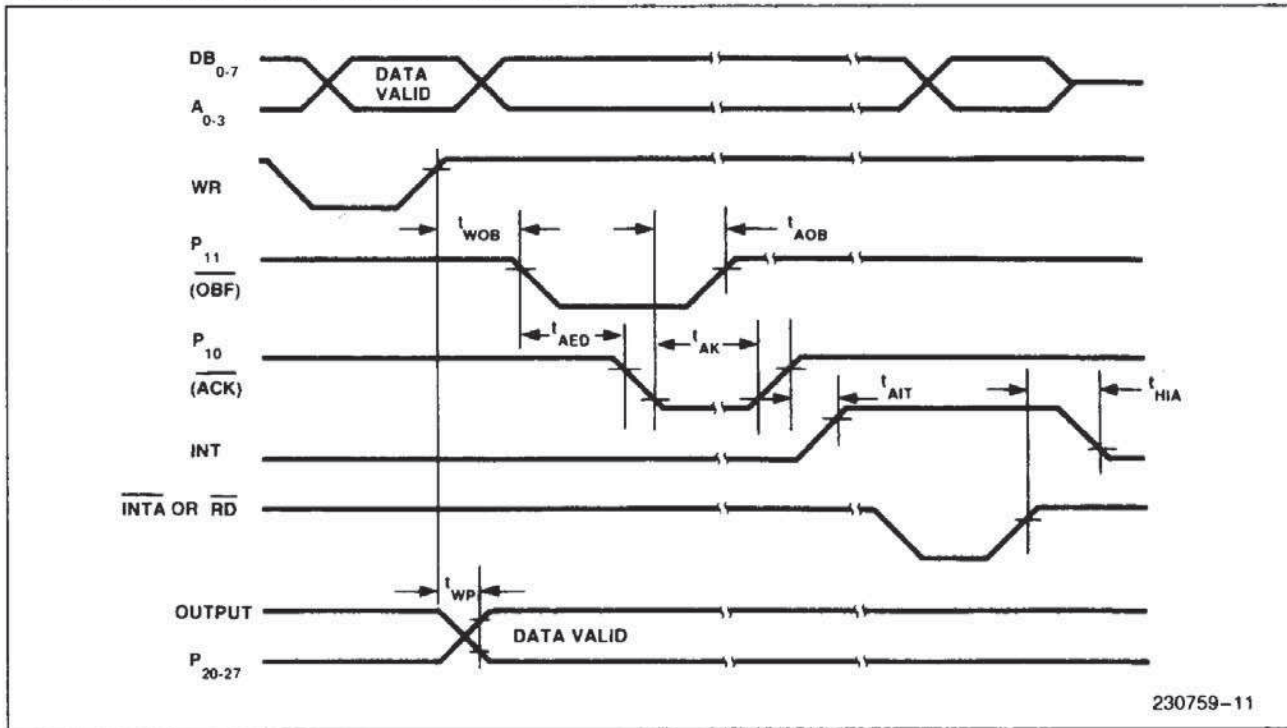 DB0-7
DATA
VALID
A0-3
WR
tWOB
tAOB
P11
(OBF)
tAED
tAK
P10
(ACK)
tAIT
tHIA
INT
INTA OR RD
tWP
OUTPUT
DATA VALID
P20-27
230759-11